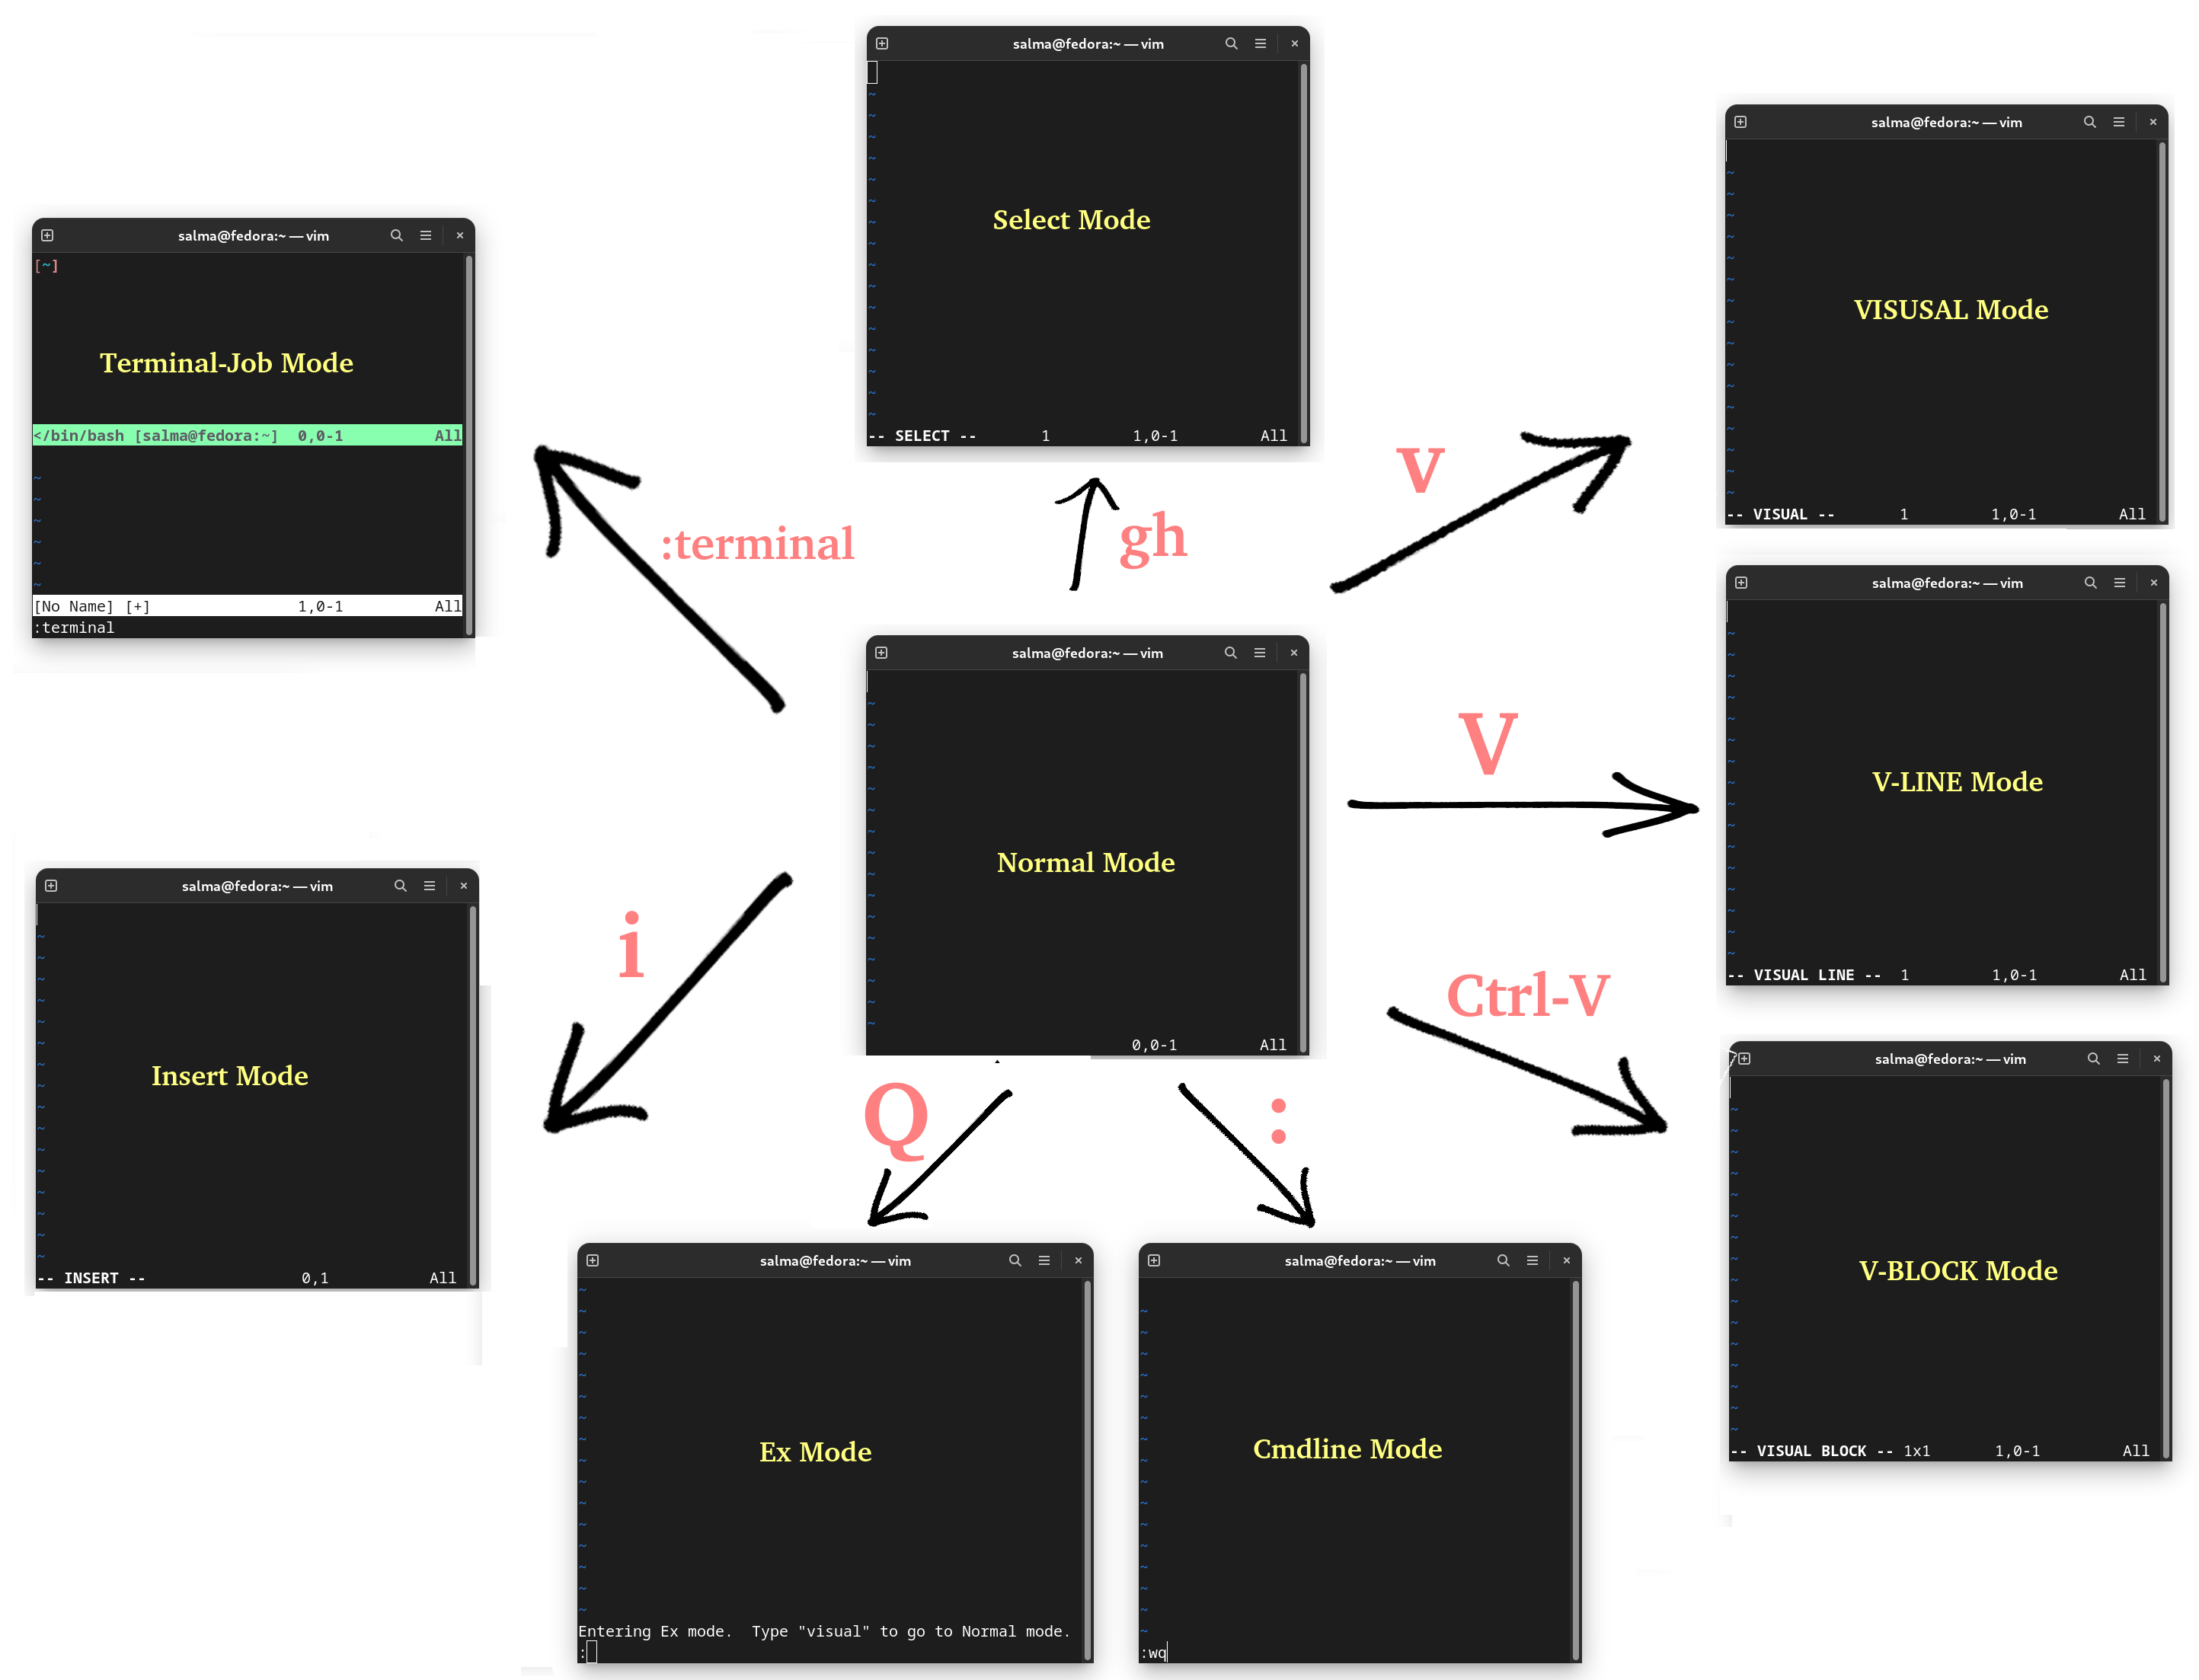 salma@fedora:~ — vim
Select Mode
-- SELECT -- 1 1,0-1 All
salma@fedora:~ — vim
VISUSAL Mode
-- VISUAL -- 1 1,0-1 All
salma@fedora:~ — vim
[~]
Terminal-Job Mode
</bin/bash [salma@fedora:~] 0,0-1 All
~
~
~
~
~
~
[No Name] [+] 1,0-1 All
:terminal
:terminal
gh
v
salma@fedora:~ — vim
Normal Mode
0,0-1 All
V
salma@fedora:~ — vim
V-LINE Mode
-- VISUAL LINE -- 1 1,0-1 All
i
salma@fedora:~ — vim
Insert Mode
-- INSERT -- 0,1 All
Ctrl-V
salma@fedora:~ — vim
V-BLOCK Mode
-- VISUAL BLOCK -- 1x1 1,0-1 All
Q
:
salma@fedora:~ — vim
Ex Mode
Entering Ex mode. Type "visual" to go to Normal mode.
:
salma@fedora:~ — vim
Cmdline Mode
:wq